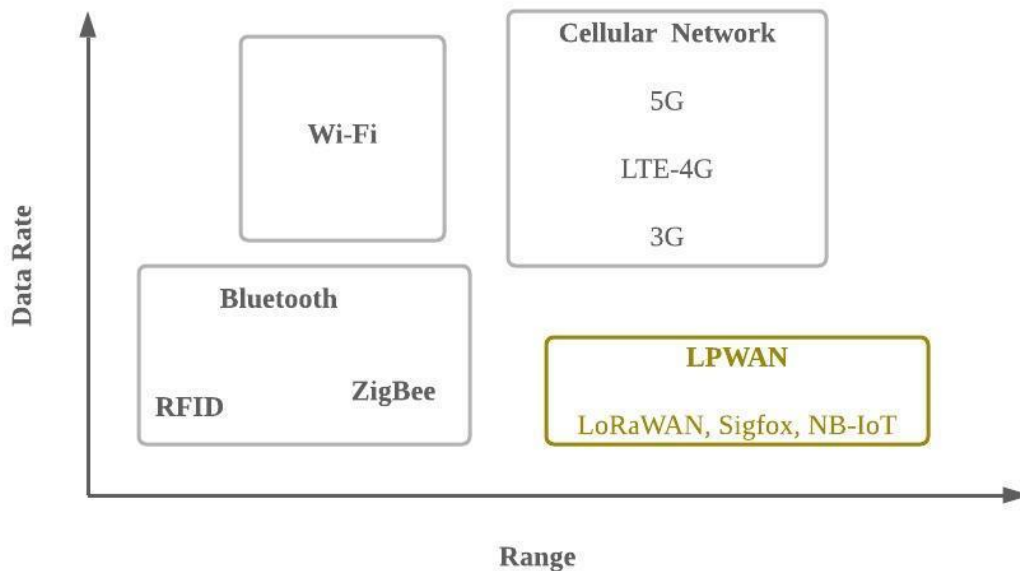 Cellular Network
5G
Wi-Fi
LTE-4G
3G
Data Rate
Bluetooth
ZigBee
RFID
LPWAN
LoRaWAN, Sigfox, NB-IoT
Range